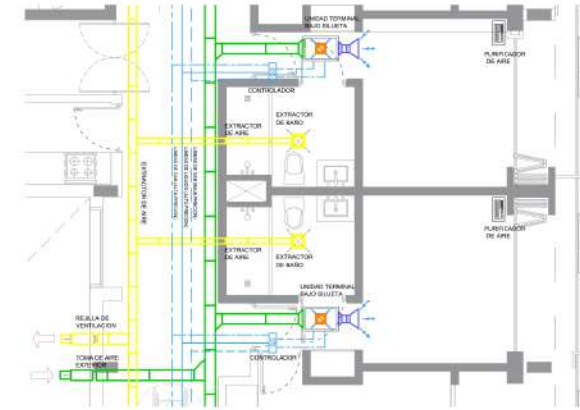 UNIDAD TERMINAL
BAJO SILUETA
PURIFICADOR
DE AIRE
CONTROLADOR
EXTRACTOR
DE AIRE
EXTRACTOR
DE BAÑO
EXTRACTOR DE AIRE
EXTRACTOR
DE AIRE
EXTRACTOR
DE BAÑO
PURIFICADOR
DE AIRE
UNIDAD TERMINAL
BAJO SILUETA
REJILLA DE
VENTILACION
TOMA DE AIRE
EXTERIOR
CONTROLADOR